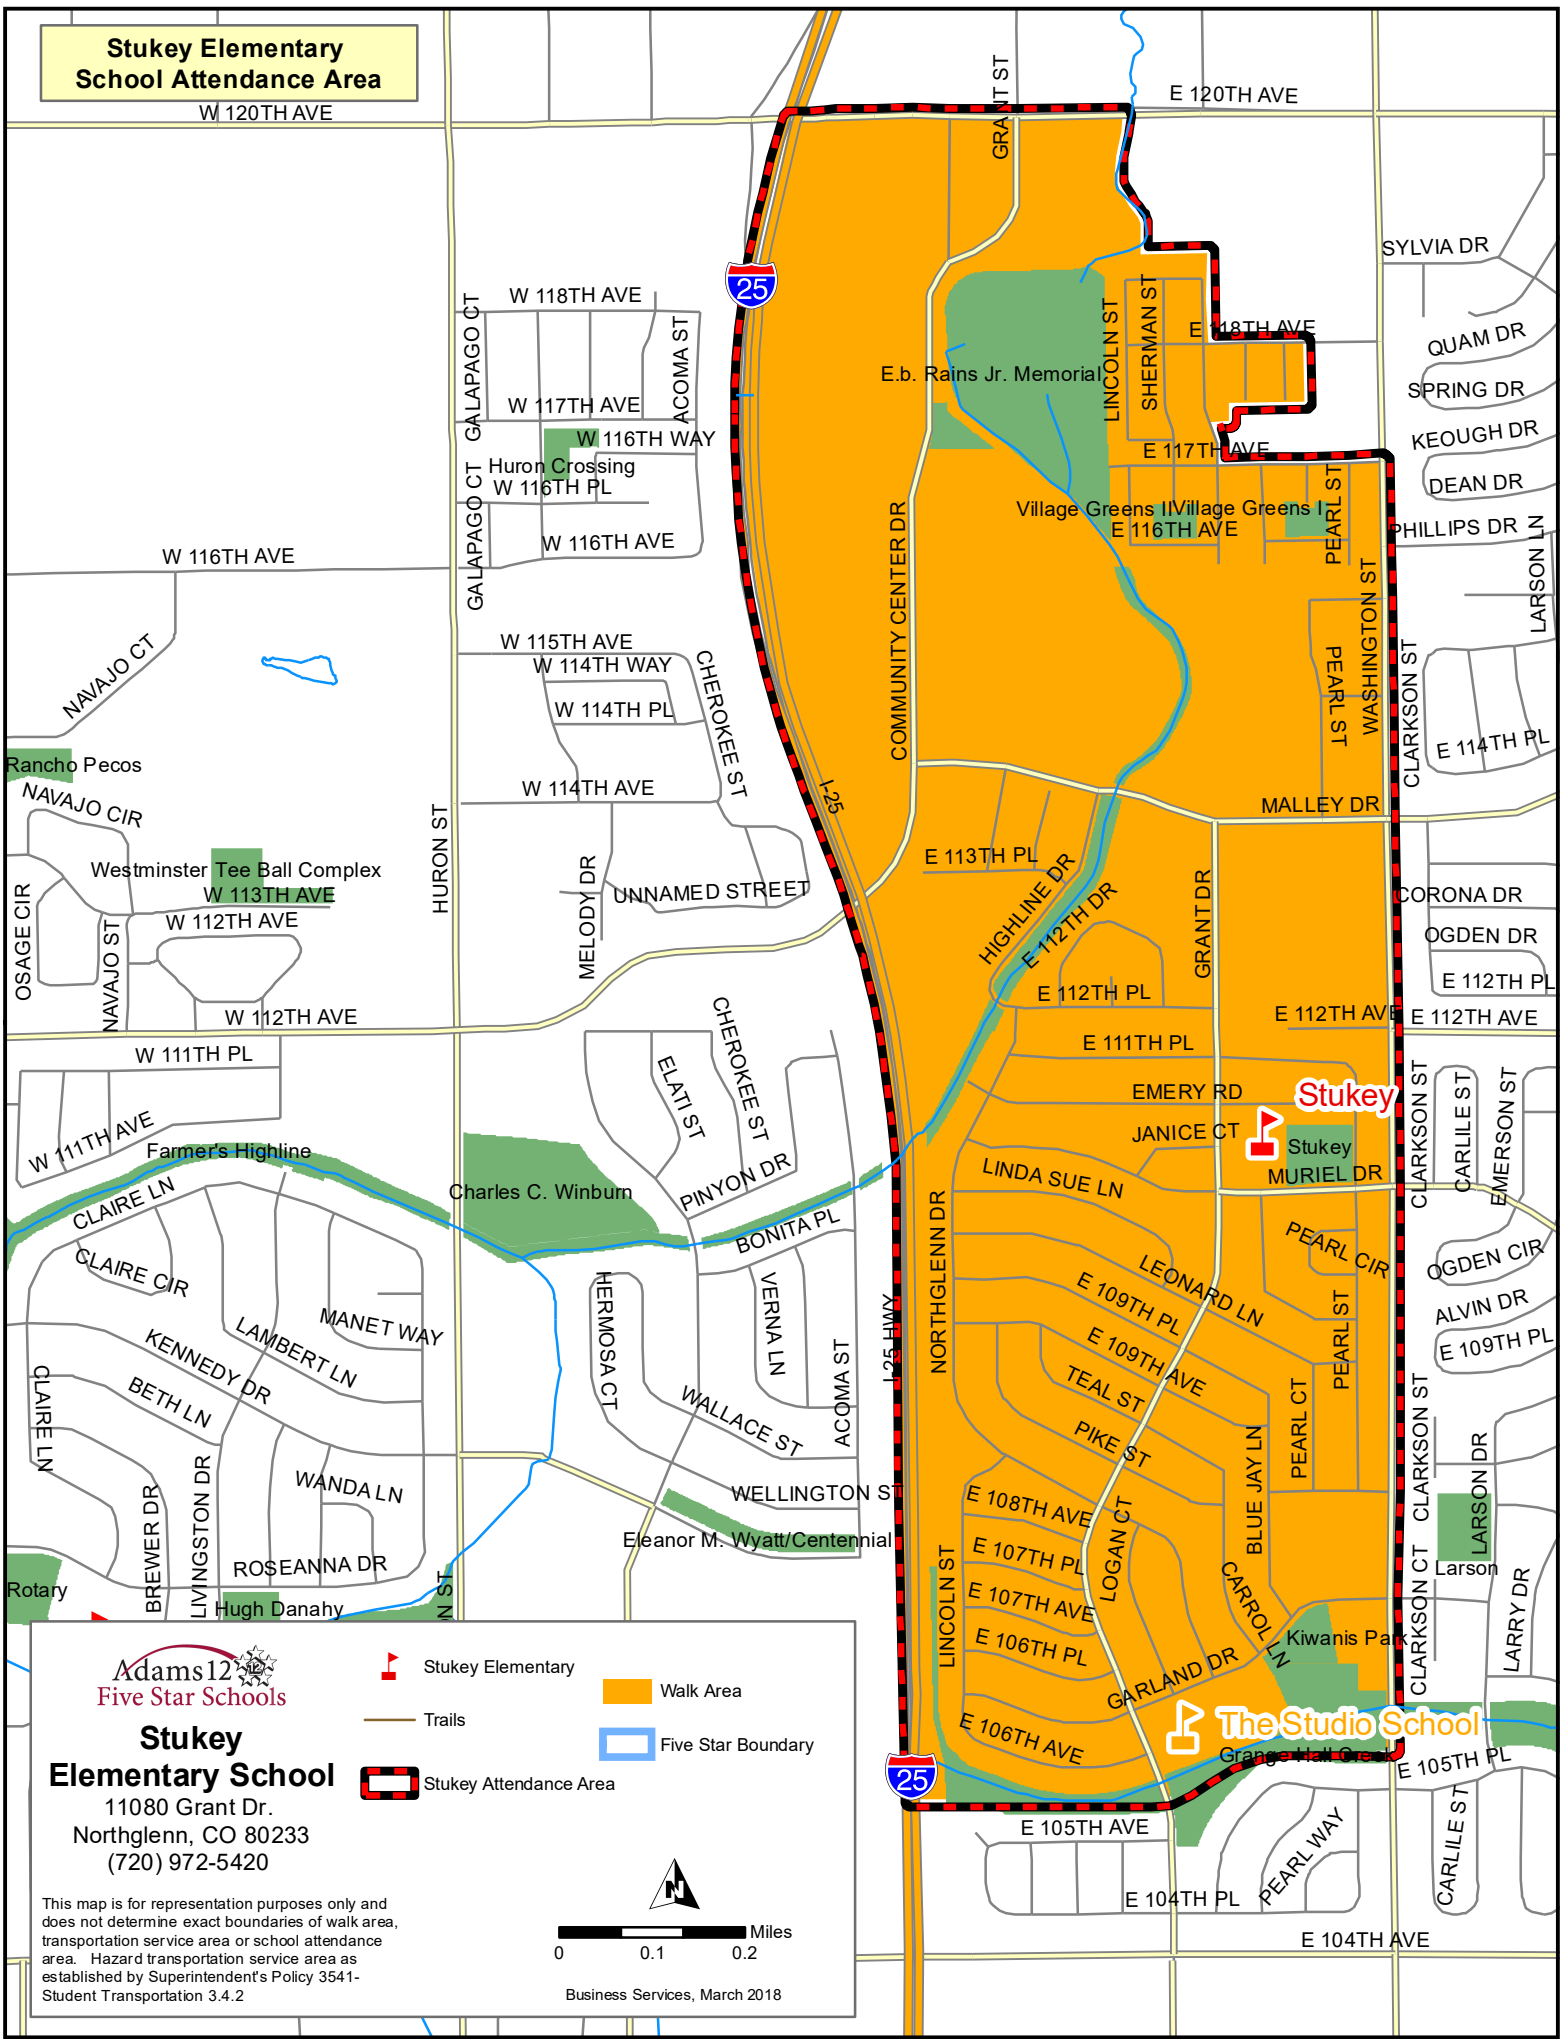 Stukey Elementary
School Attendance Area
W 120TH AVE
GRANT ST
E 120TH AVE
SYLVIA DR
25
W 118TH AVE
GALAPAGO CT
ACOMA ST
LINCOLN ST
SHERMAN ST
E 118TH AVE
QUAM DR
E.b. Rains Jr. Memorial
SPRING DR
W 117TH AVE
W 116TH WAY
KEOUGH DR
E 117TH AVE
Huron Crossing
W 116TH PL
GALAPAGO CT
DEAN DR
PEARL ST
Village Greens II
Village Greens I
E 116TH AVE
PHILLIPS DR
LARSON LN
W 116TH AVE
W 116TH AVE
COMMUNITY CENTER DR
WASHINGTON ST
NAVAJO CT
W 115TH AVE
W 114TH WAY
CHEROKEE ST
PEARL ST
CLARKSON ST
W 114TH PL
E 114TH PL
Rancho Pecos
NAVAJO CIR
W 114TH AVE
I-25
MALLEY DR
HURON ST
Westminster Tee Ball Complex
E 113TH PL
HIGHLINE DR
E 112TH DR
GRANT DR
OSAGE CIR
W 113TH AVE
MELODY DR
UNNAMED STREET
CORONA DR
W 112TH AVE
NAVAJO ST
OGDEN DR
E 112TH PL
E 112TH PL
W 112TH AVE
E 112TH AVE
E 112TH AVE
W 111TH PL
CHEROKEE ST
ELATI ST
E 111TH PL
EMERY RD
Stukey
CLARKSON ST
CARLILE ST
EMERSON ST
W 111TH AVE
JANICE CT
Stukey
Farmer's Highline
MURIEL DR
PINYON DR
LINDA SUE LN
Charles C. Winburn
CLAIRE LN
NORTHGLENN DR
BONITA PL
PEARL CIR
CLAIRE CIR
OGDEN CIR
LEONARD LN
E 109TH PL
HERMOSA CT
VERNA LN
MANET WAY
I-25 HWY
PEARL ST
ALVIN DR
KENNEDY DR
LAMBERT LN
E 109TH AVE
E 109TH PL
CLAIRE LN
BETH LN
ACOMA ST
TEAL ST
PEARL CT
CLARKSON ST
WALLACE ST
PIKE ST
BLUE JAY LN
LARSON DR
LIVINGSTON DR
BREWER DR
WANDA LN
WELLINGTON ST
E 108TH AVE
LOGAN CT
Eleanor M. Wyatt/Centennial
E 107TH PL
LINCOLN ST
ROSEANNA DR
CARROL LN
CLARKSON CT
Larson
Rotary
E 107TH AVE
LARRY DR
Hugh Danahy
N ST
E 106TH PL
Kiwanis Park
GARLAND DR
The Studio School
E 106TH AVE
Grange Hall Creek
E 105TH PL
25
E 105TH AVE
PEARL WAY
CARLILE ST
E 104TH PL
E 104TH AVE
Adams 12
Five Star Schools
Stukey
Elementary School
11080 Grant Dr.
Northglenn, CO 80233
(720) 972-5420
This map is for representation purposes only and
does not determine exact boundaries of walk area,
transportation service area or school attendance
area. Hazard transportation service area as
established by Superintendent's Policy 3541-
Student Transportation 3.4.2
Stukey Elementary
Trails
Stukey Attendance Area
Walk Area
Five Star Boundary
N
Miles
0 0.1 0.2
Business Services, March 2018